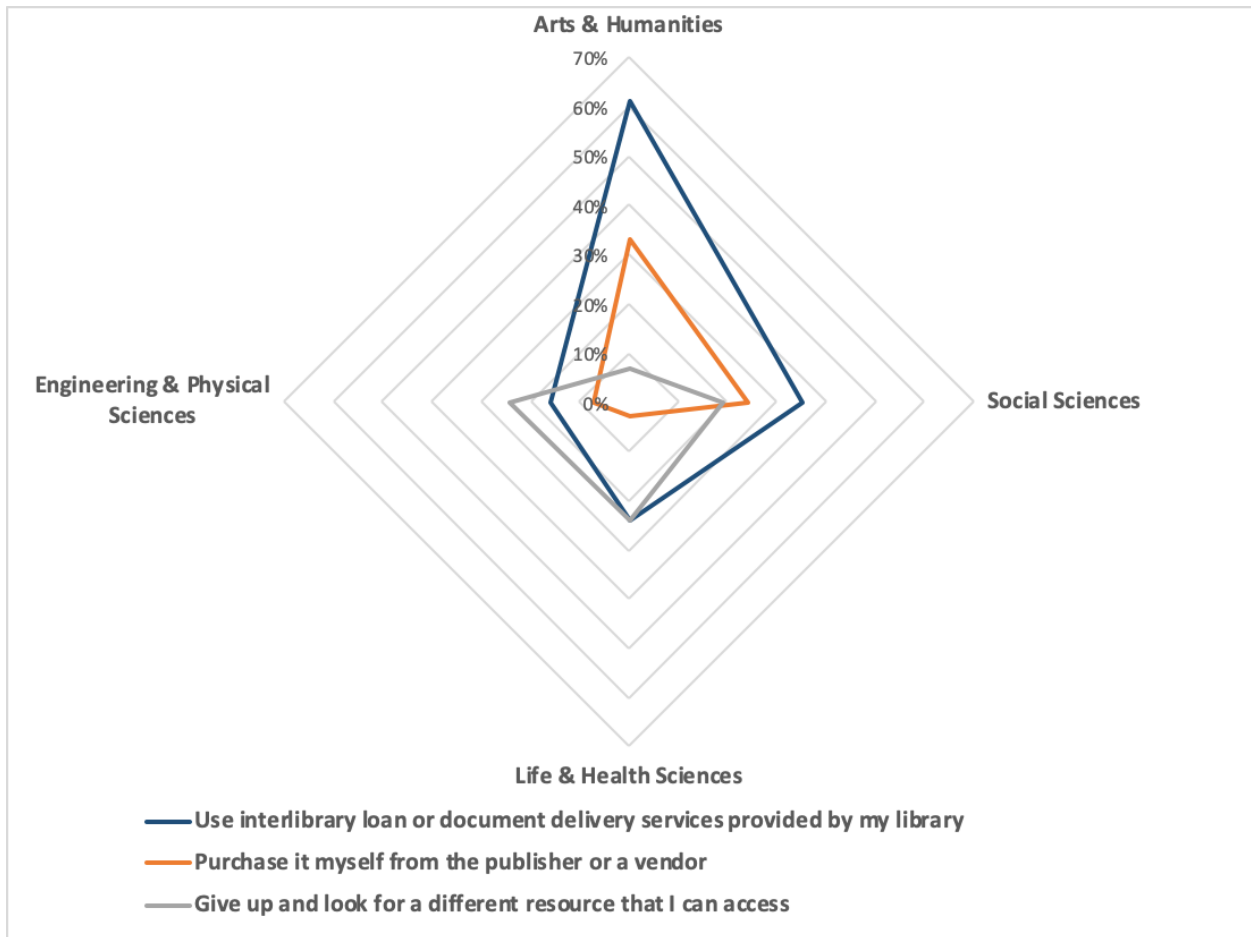 Arts & Humanities
70%
60%
50%
40%
30%
20%
10%
0%
Engineering & Physical
Sciences
Social Sciences
Life & Health Sciences
Use interlibrary loan or document delivery services provided by my library
Purchase it myself from the publisher or a vendor
Give up and look for a different resource that I can access